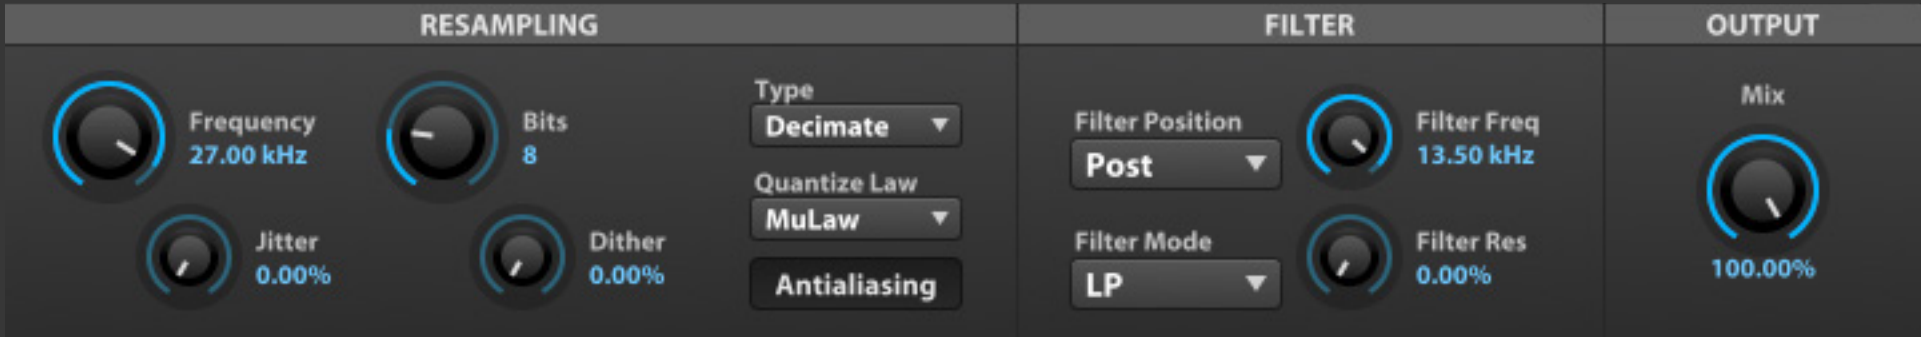 RESAMPLING
Frequency
27.00 kHz
Bits
8
Jitter
0.00%
Dither
0.00%
Type
Decimate
Quantize Law
MuLaw
Antialiasing
FILTER
Filter Position
Post
Filter Freq
13.50 kHz
Filter Mode
LP
Filter Res
0.00%
OUTPUT
Mix
100.00%